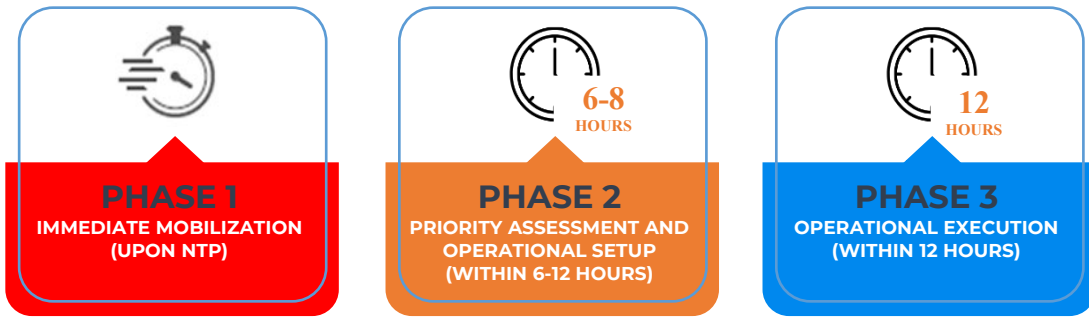 PHASE 1
IMMEDIATE MOBILIZATION
(UPON NTP)
6-8
HOURS
PHASE 2
PRIORITY ASSESSMENT AND
OPERATIONAL SETUP
(WITHIN 6-12 HOURS)
12
HOURS
PHASE 3
OPERATIONAL EXECUTION
(WITHIN 12 HOURS)